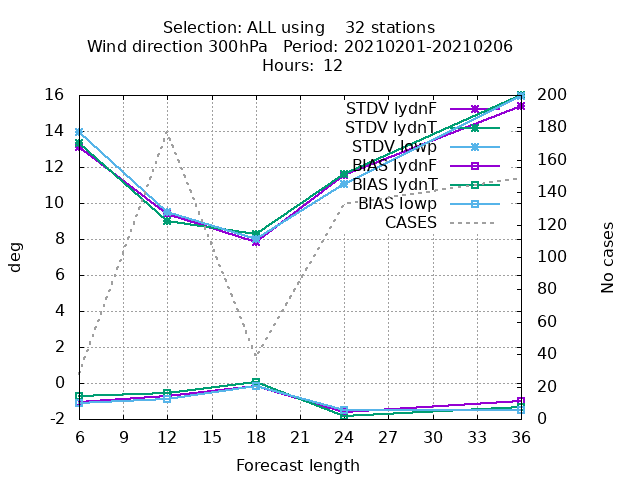 Selection: ALL using 32 stations
Wind direction 300hPa Period: 20210201-20210206
Hours: 12
STDV lydnF
STDV lydnT
STDV lowp
BIAS lydnF
BIAS lydnT
BIAS lowp
CASES
16
14
12
10
8
6
4
2
0
-2
deg
200
180
160
140
120
100
80
60
40
20
0
No cases
6 9 12 15 18 21 24 27 30 33 36
Forecast length